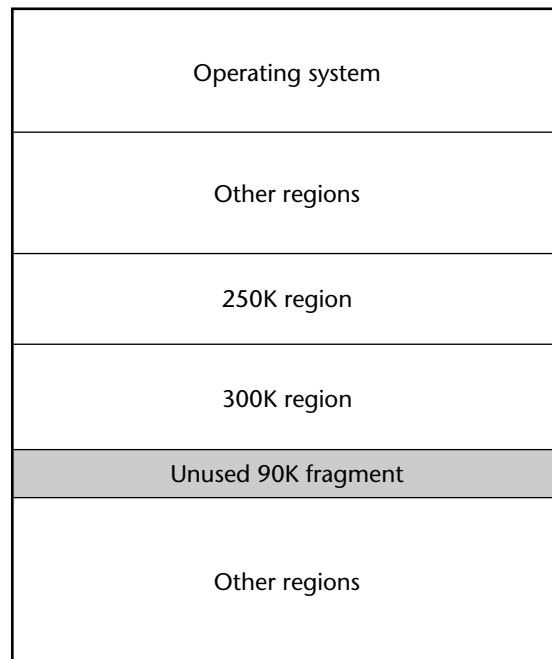 Operating system
Other regions
250K region
300K region
Unused 90K fragment
Other regions